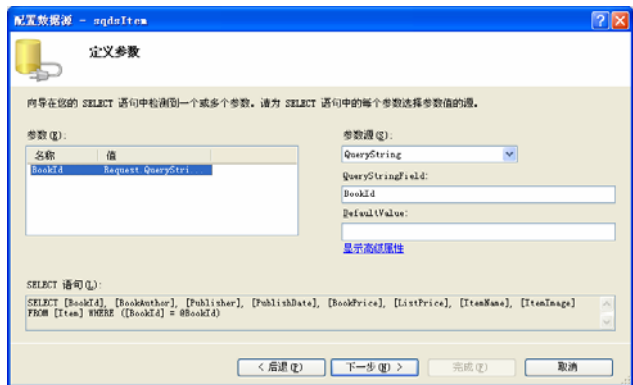 配置数据源 - sqdsItem
定义参数
向导在您的 SELECT 语句中检测到一个或多个参数。请为 SELECT 语句中的每个参数选择参数值的源。
参数(E):
参数源(S):
名称 值
BookId Request.QueryStri...
QueryString
QueryStringField:
BookId
DefaultValue:
显示高级属性
SELECT 语句(L):
SELECT [BookId], [BookAuthor], [Publisher], [PublishDate], [BookPrice], [ListPrice], [ItemName], [ItemImage]
FROM [Item] WHERE ([BookId] = @BookId)
< 后退(P) 下一步(N) > 完成(F) 取消